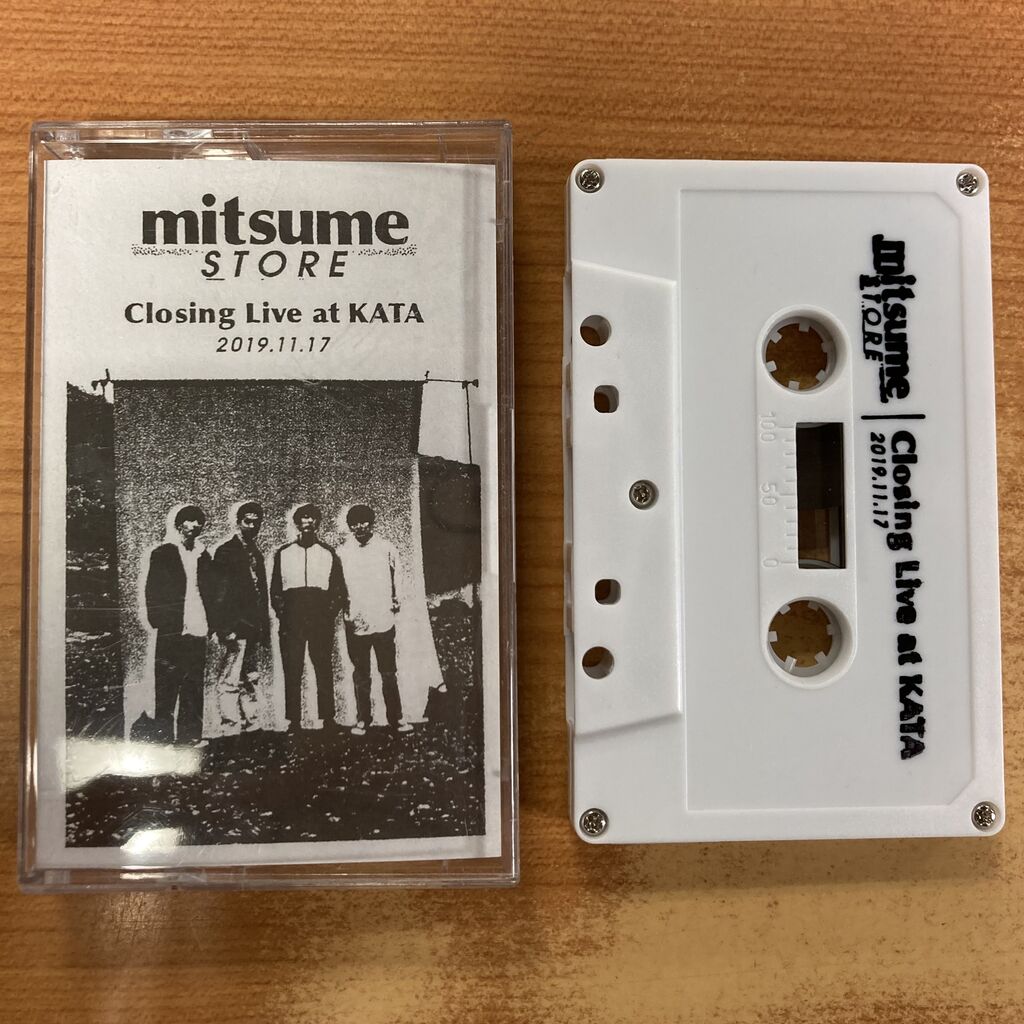 mitsume
STORE
Closing Live at KATA
2019.11.17
mitsume | Closing Live at KATA
STORE 2019.11.17
100 50 0